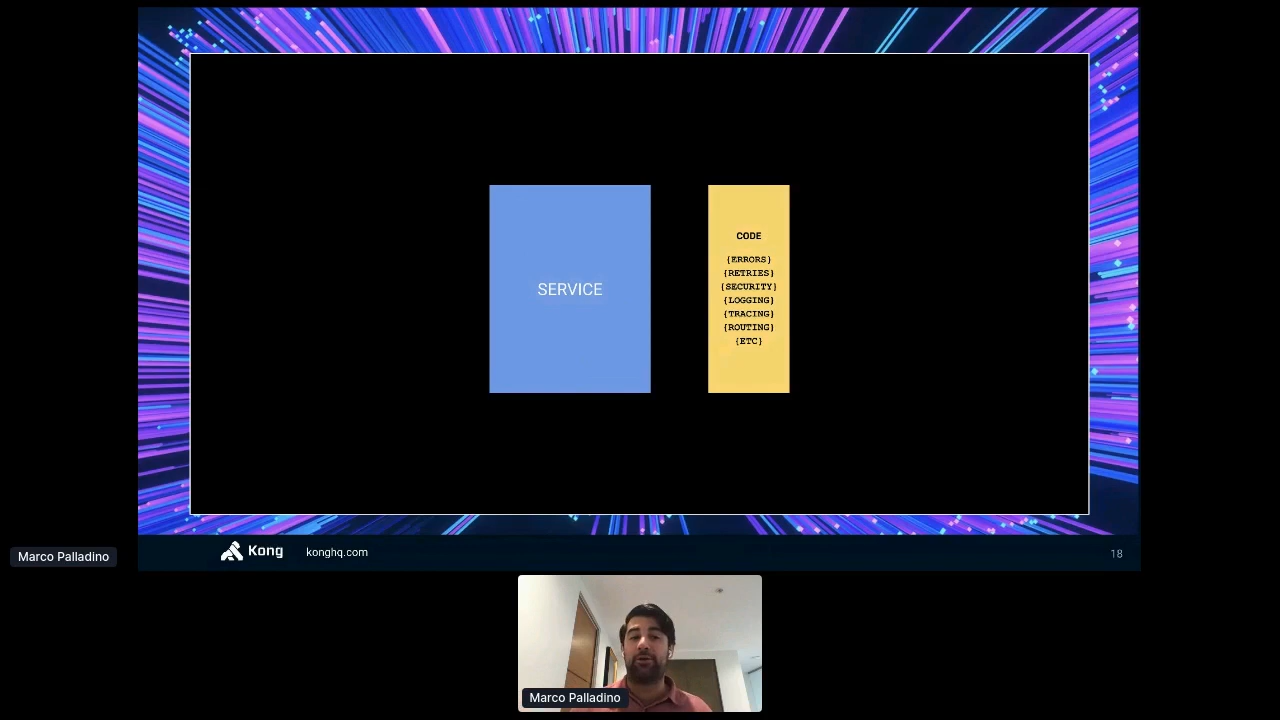 SERVICE
CODE
{ERRORS}
{RETRIES}
{SECURITY}
{LOGGING}
{TRACING}
{ROUTING}
{ETC}
Kong
konghq.com
18
Marco Palladino
Marco Palladino